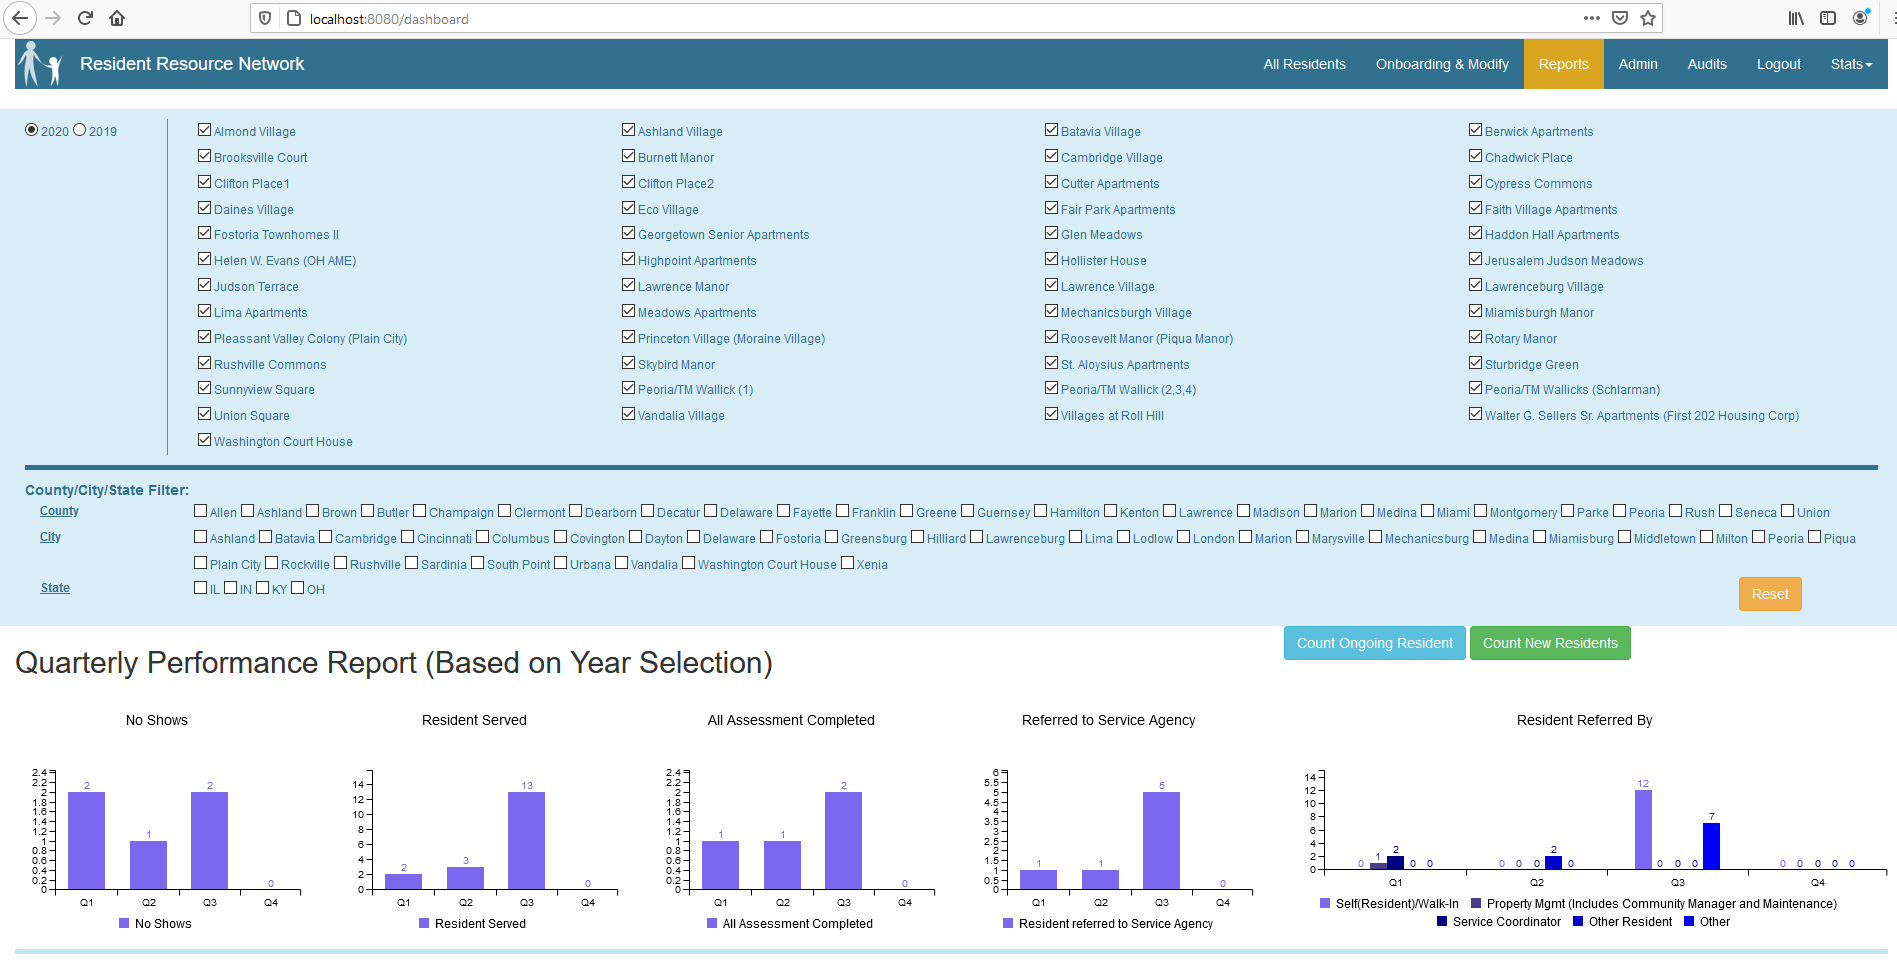 localhost:8080/dashboard
Resident Resource Network
All Residents Onboarding & Modify Reports Admin Audits Logout Stats
2020 2019
Almond Village Ashland Village Batavia Village Berwick Apartments
Brooksville Court Burnett Manor Cambridge Village Chadwick Place
Clifton Place1 Clifton Place2 Cutter Apartments Cypress Commons
Daines Village Eco Village Fair Park Apartments Faith Village Apartments
Fostoria Townhomes II Georgetown Senior Apartments Glen Meadows Haddon Hall Apartments
Helen W. Evans (OH AME) Highpoint Apartments Hollister House Jerusalem Judson Meadows
Judson Terrace Lawrence Manor Lawrence Village Lawrenceburg Village
Lima Apartments Meadows Apartments Mechanicsburgh Village Miamisburgh Manor
Pleassant Valley Colony (Plain City) Princeton Village (Moraine Village) Roosevelt Manor (Piqua Manor) Rotary Manor
Rushville Commons Skybird Manor St. Aloysius Apartments Sturbridge Green
Sunnyview Square Peoria/TM Wallick (1) Peoria/TM Wallick (2,3,4) Peoria/TM Wallicks (Schlarman)
Union Square Vandalia Village Villages at Roll Hill Walter G. Sellers Sr. Apartments (First 202 Housing Corp)
Washington Court House
County/City/State Filter:
County Allen Ashland Brown Butler Champaign Clermont Dearborn Decatur Delaware Fayette Franklin Greene Guernsey Hamilton Kenton Lawrence Madison Marion Medina Miami Montgomery Parke Peoria Rush Seneca Union
City Ashland Batavia Cambridge Cincinnati Columbus Covington Dayton Delaware Fostoria Greensburg Hilliard Lawrenceburg Lima Lodlow London Marion Marysville Mechanicsburg Medina Miamisburg Middletown Milton Peoria Piqua
Plain City Rockville Rushville Sardinia South Point Urbana Vandalia Washington Court House Xenia
State IL IN KY OH
Reset
Count Ongoing Resident Count New Residents
Quarterly Performance Report (Based on Year Selection)
No Shows
2.4
2.2
2
1.8
1.6
1.4
1.2
1
0.8
0.6
0.4
0.2
0
2 1 2 0
Q1 Q2 Q3 Q4
No Shows
Resident Served
14
12
10
8
6
4
2
0
2 3 13 0
Q1 Q2 Q3 Q4
Resident Served
All Assessment Completed
2.4
2.2
2
1.8
1.6
1.4
1.2
1
0.8
0.6
0.4
0.2
0
1 1 2 0
Q1 Q2 Q3 Q4
All Assessment Completed
Referred to Service Agency
6
5.5
5
4.5
4
3.5
3
2.5
2
1.5
1
0.5
0
1 1 5 0
Q1 Q2 Q3 Q4
Resident referred to Service Agency
Resident Referred By
14
12
10
8
6
4
2
0
0 1 2 0 0 0 0 0 2 0 12 0 0 0 7 0 0 0 0 0
Q1 Q2 Q3 Q4
Self(Resident)/Walk-In Property Mgmt (Includes Community Manager and Maintenance)
Service Coordinator Other Resident Other